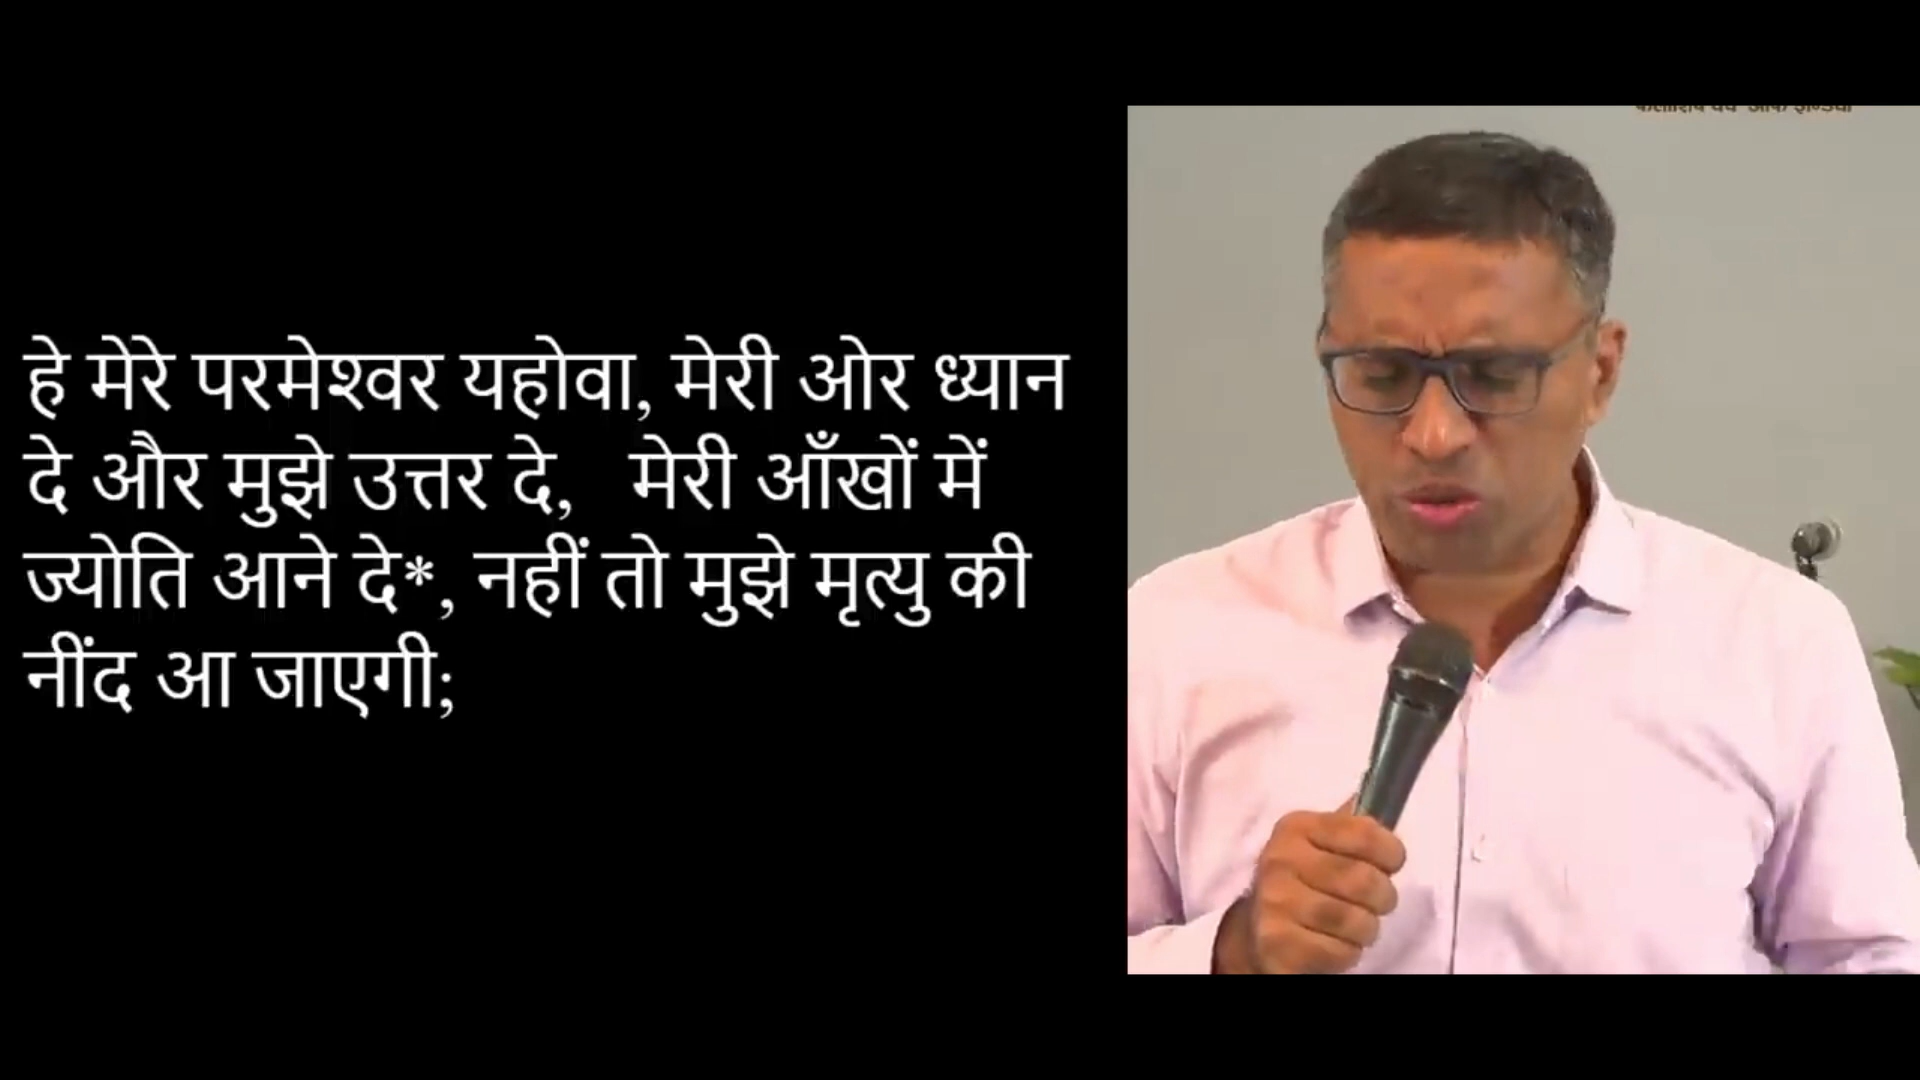 हे मेरे परमेश्वर यहोवा, मेरी ओर ध्यान
दे और मुझे उत्तर दे, मेरी आँखों में
ज्योति आने दे*, नहीं तो मुझे मृत्यु की
नींद आ जाएगी;